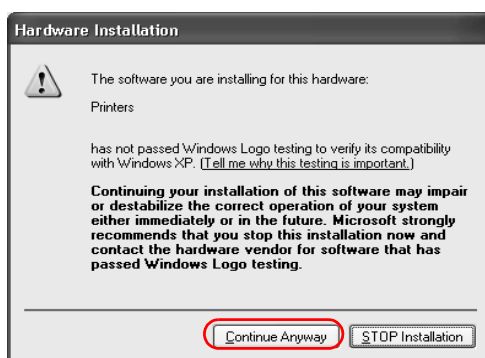 Hardware Installation
The software you are installing for this hardware:
Printers
has not passed Windows Logo testing to verify its compatibility
with Windows XP. (Tell me why this testing is important.)
Continuing your installation of this software may impair
or destabilize the correct operation of your system
either immediately or in the future. Microsoft strongly
recommends that you stop this installation now and
contact the hardware vendor for software that has
passed Windows Logo testing.
Continue Anyway
STOP Installation